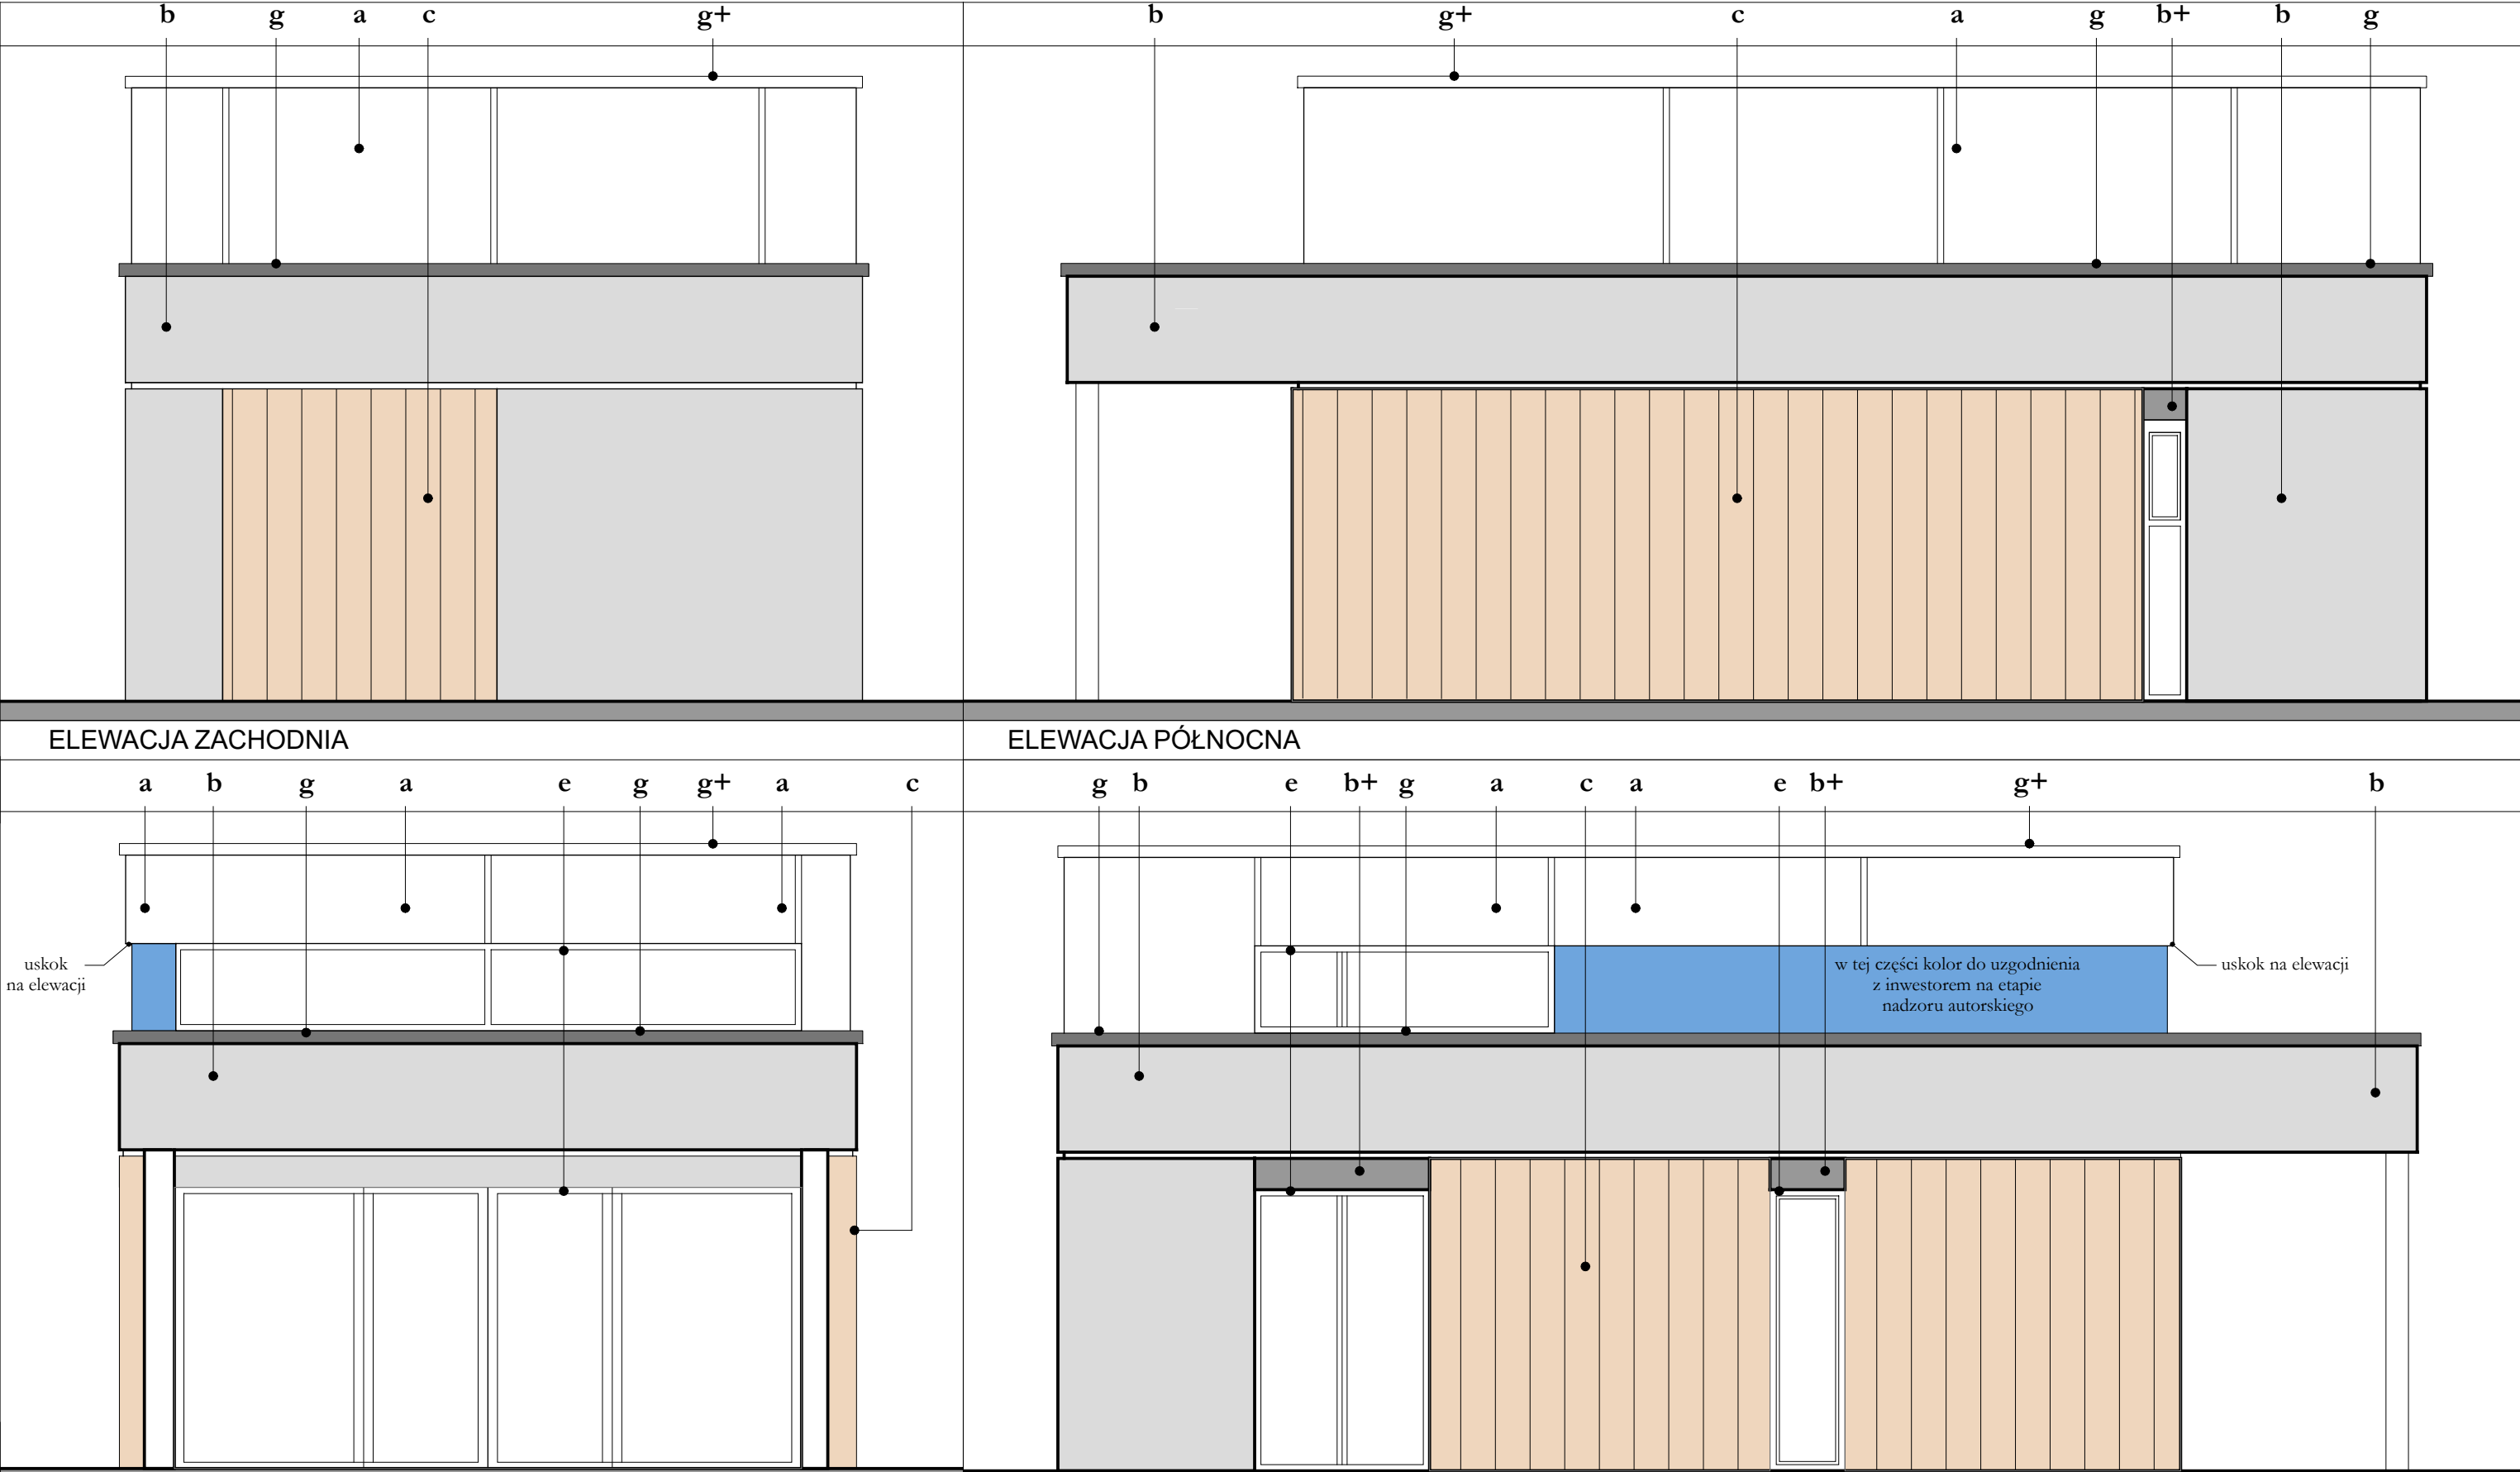 b g a c g+ b g+ c a g b+ b g
ELEWACJA ZACHODNIA ELEWACJA PÓŁNOCNA
a b g a e g g+ a c g b e b+ g a c a e b+ g+ b
uskok
na elewacji
w tej części kolor do uzgodnienia
z inwestorem na etapie
nadzoru autorskiego
uskok na elewacji